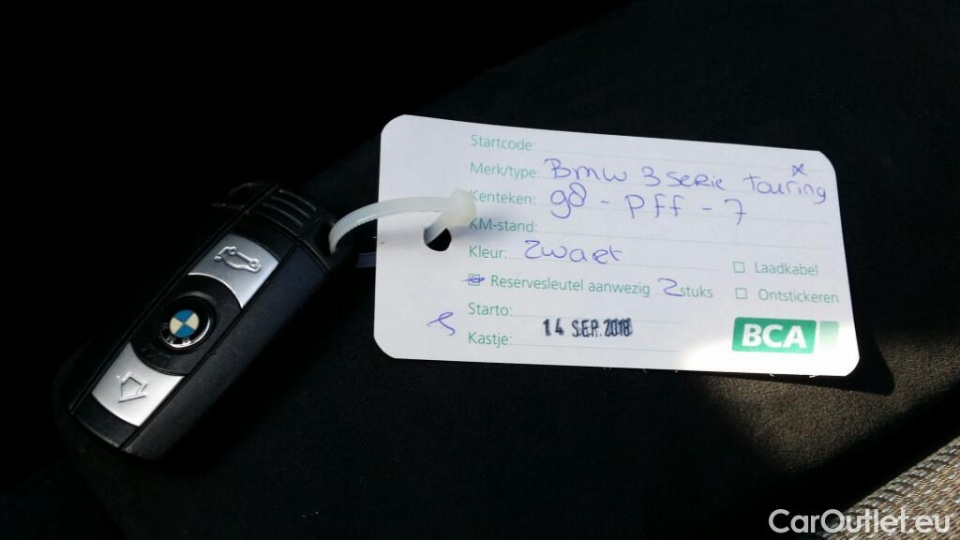 Startcode:
Merk/type: Bmw 3 serie Touring
Kenteken: 98 - Pff - 7
KM-stand:
Kleur: Zwart
Laadkabel
Reservesleutel aanwezig 2 stuks
Ontstickeren
Starto:
Kastje: 14 SEP. 2018
BCA
CarOutlet.eu